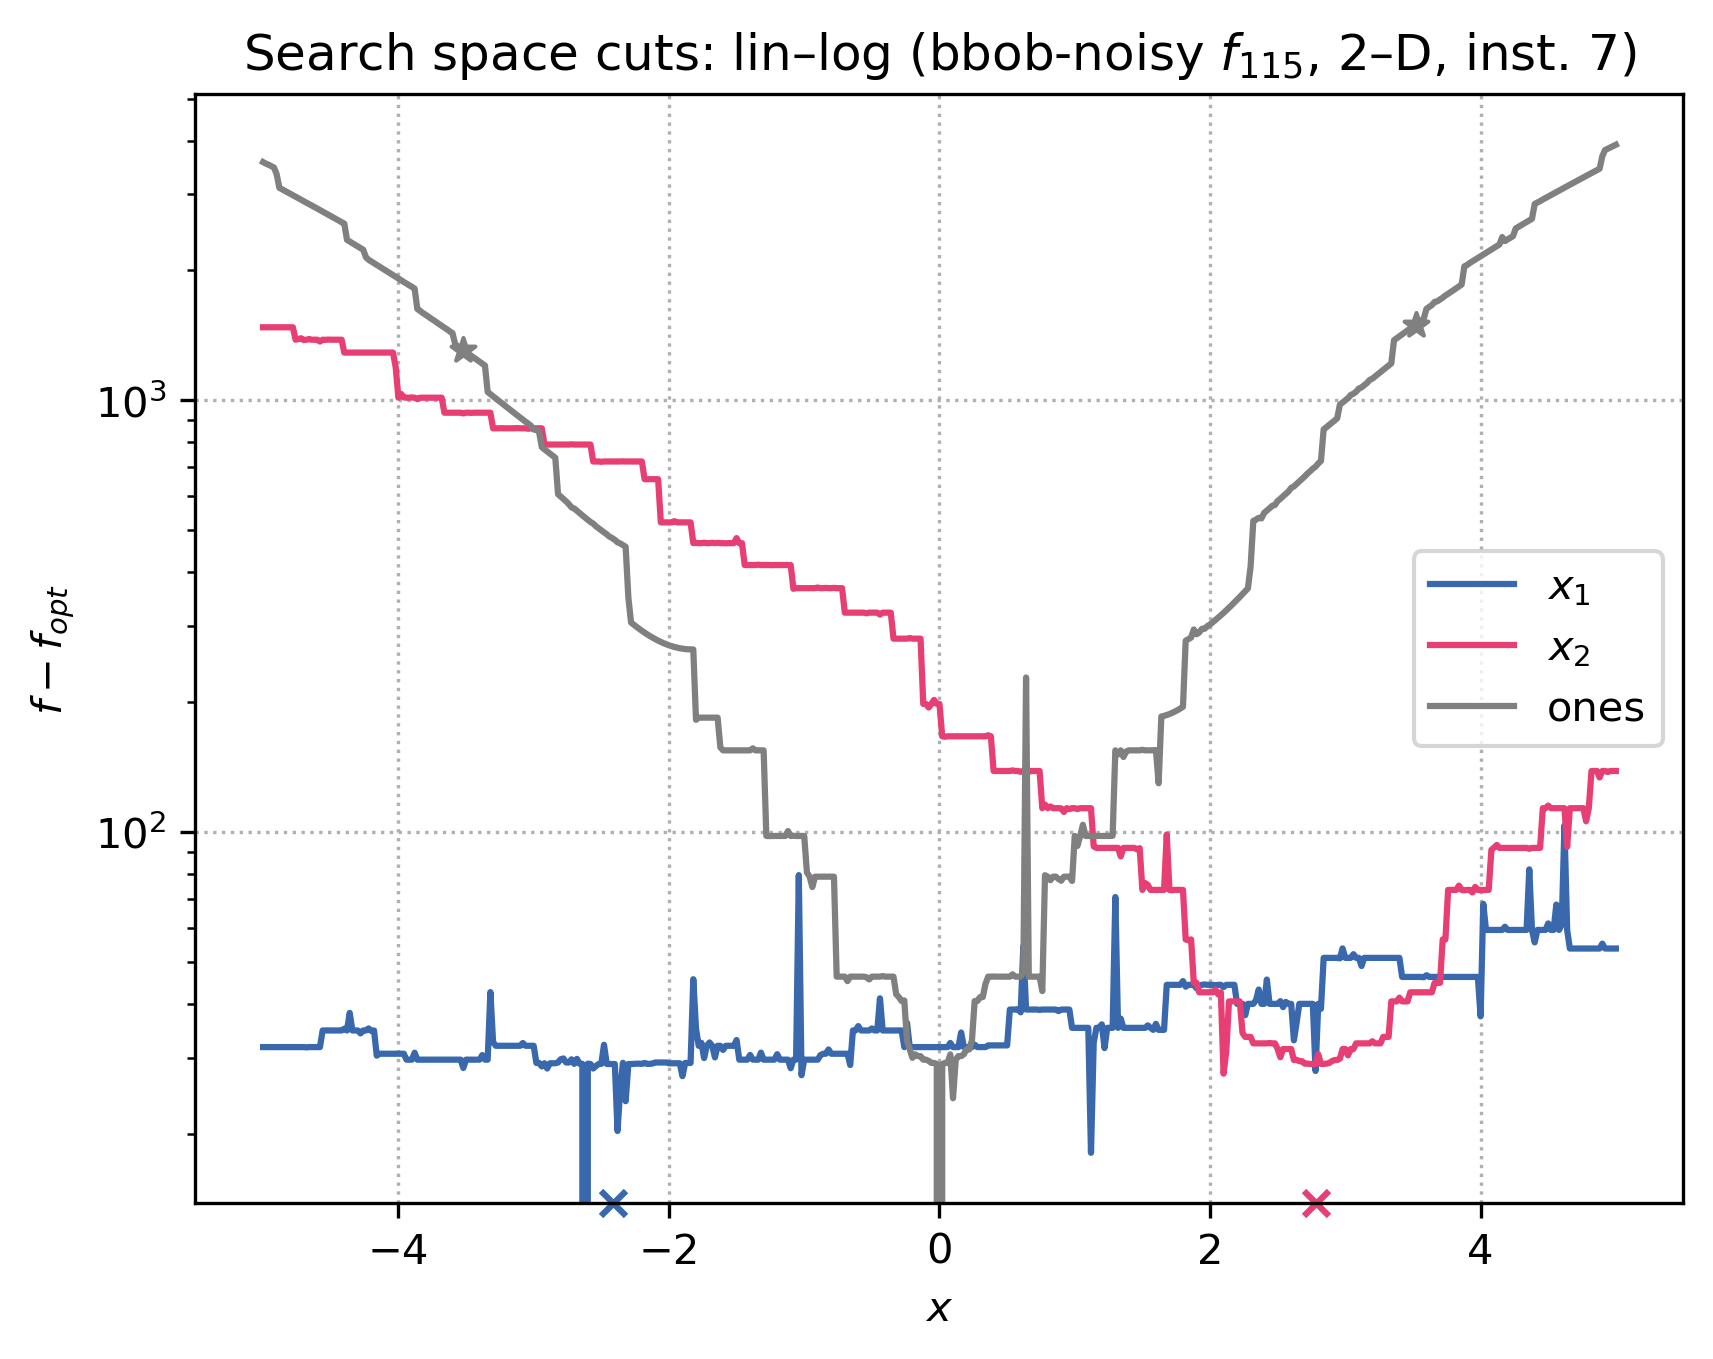 Search space cuts: lin–log (bbob-noisy f₁₁₅, 2–D, inst. 7)
f − f_opt
10³
10²
x₁
x₂
ones
−4 −2 0 2 4
x